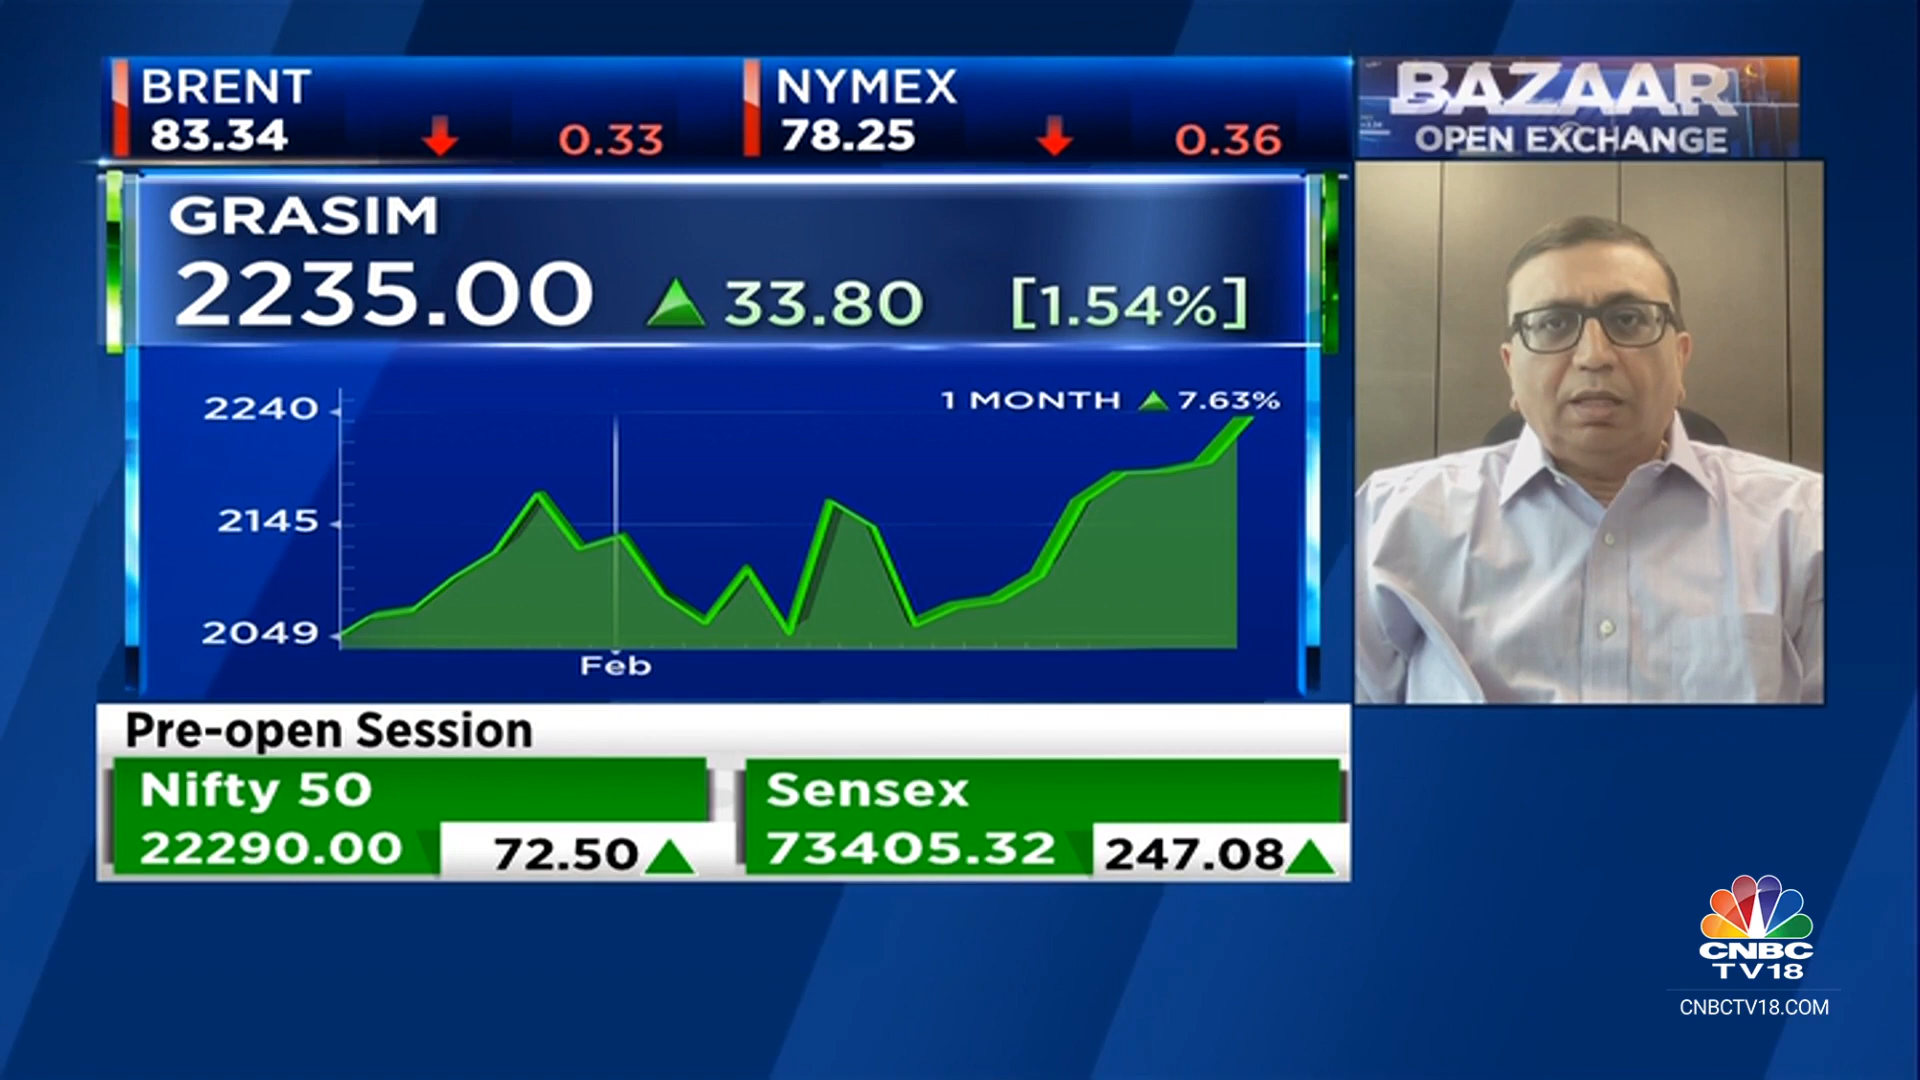 BRENT
83.34 0.33
NYMEX
78.25 0.36
BAZAAR
OPEN EXCHANGE
GRASIM
2235.00 33.80 [1.54%]
1 MONTH 7.63%
2240
2145
2049
Feb
Pre-open Session
Nifty 50
22290.00 72.50
Sensex
73405.32 247.08
CNBC
TV18
CNBCTV18.COM